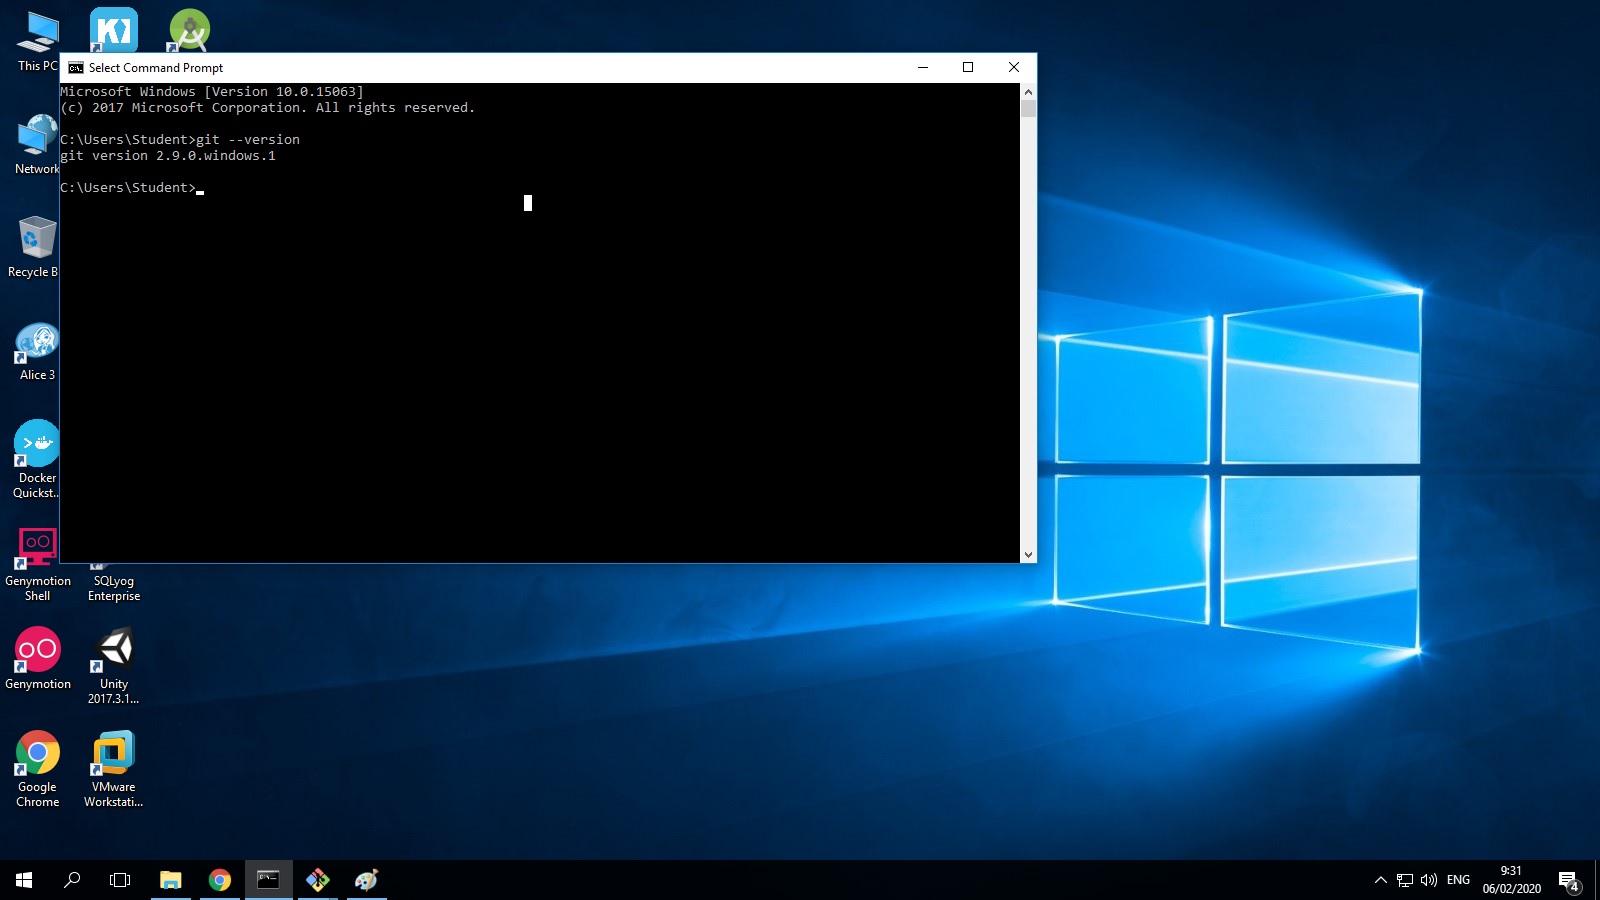 This PC
Select Command Prompt
Microsoft Windows [Version 10.0.15063]
(c) 2017 Microsoft Corporation. All rights reserved.
C:\Users\Student>git --version
git version 2.9.0.windows.1
C:\Users\Student>
Network
Recycle B
Alice 3
Docker
Quickst...
Genymotion
Shell
SQLyog
Enterprise
Genymotion
Unity
2017.3.1...
Google
Chrome
VMware
Workstati...
ENG
9:31
06/02/2020
4